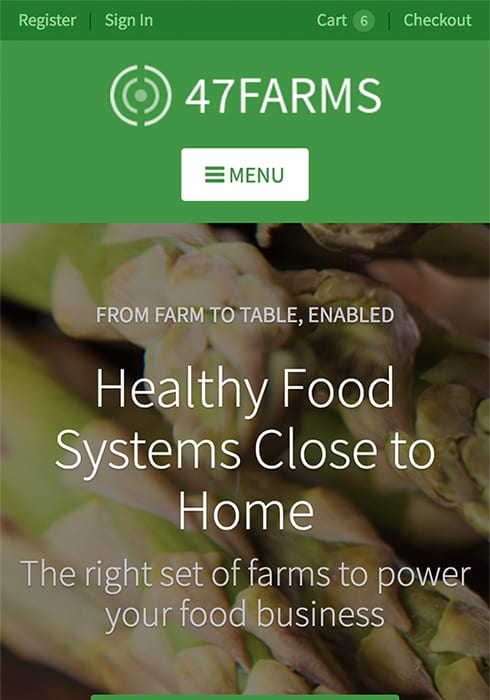 Register | Sign In Cart 6 | Checkout
47FARMS
MENU
FROM FARM TO TABLE, ENABLED
Healthy Food
Systems Close to
Home
The right set of farms to power
your food business